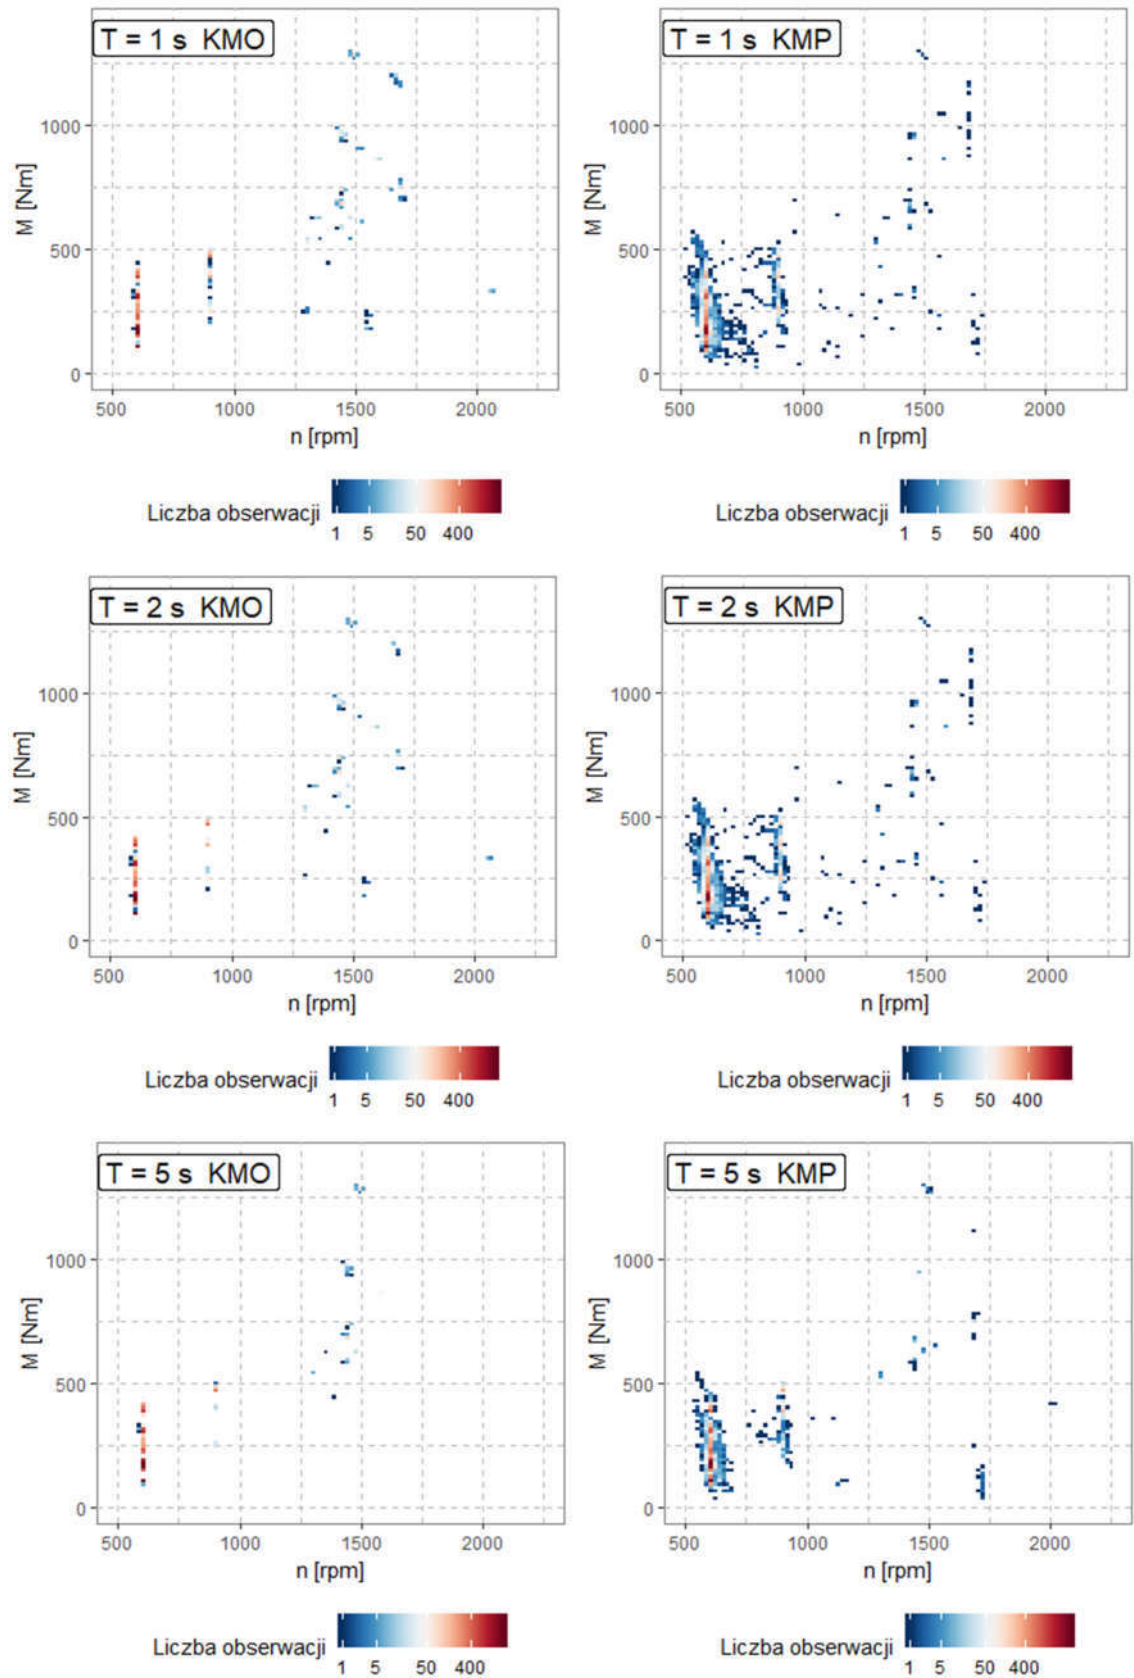 T = 1 s KMO
M [Nm]
1000
500
0
500 1000 1500 2000
n [rpm]
Liczba obserwacji
1 5 50 400
T = 1 s KMP
M [Nm]
1000
500
0
500 1000 1500 2000
n [rpm]
Liczba obserwacji
1 5 50 400
T = 2 s KMO
M [Nm]
1000
500
0
500 1000 1500 2000
n [rpm]
Liczba obserwacji
1 5 50 400
T = 2 s KMP
M [Nm]
1000
500
0
500 1000 1500 2000
n [rpm]
Liczba obserwacji
1 5 50 400
T = 5 s KMO
M [Nm]
1000
500
0
500 1000 1500 2000
n [rpm]
Liczba obserwacji
1 5 50 400
T = 5 s KMP
M [Nm]
1000
500
0
500 1000 1500 2000
n [rpm]
Liczba obserwacji
1 5 50 400